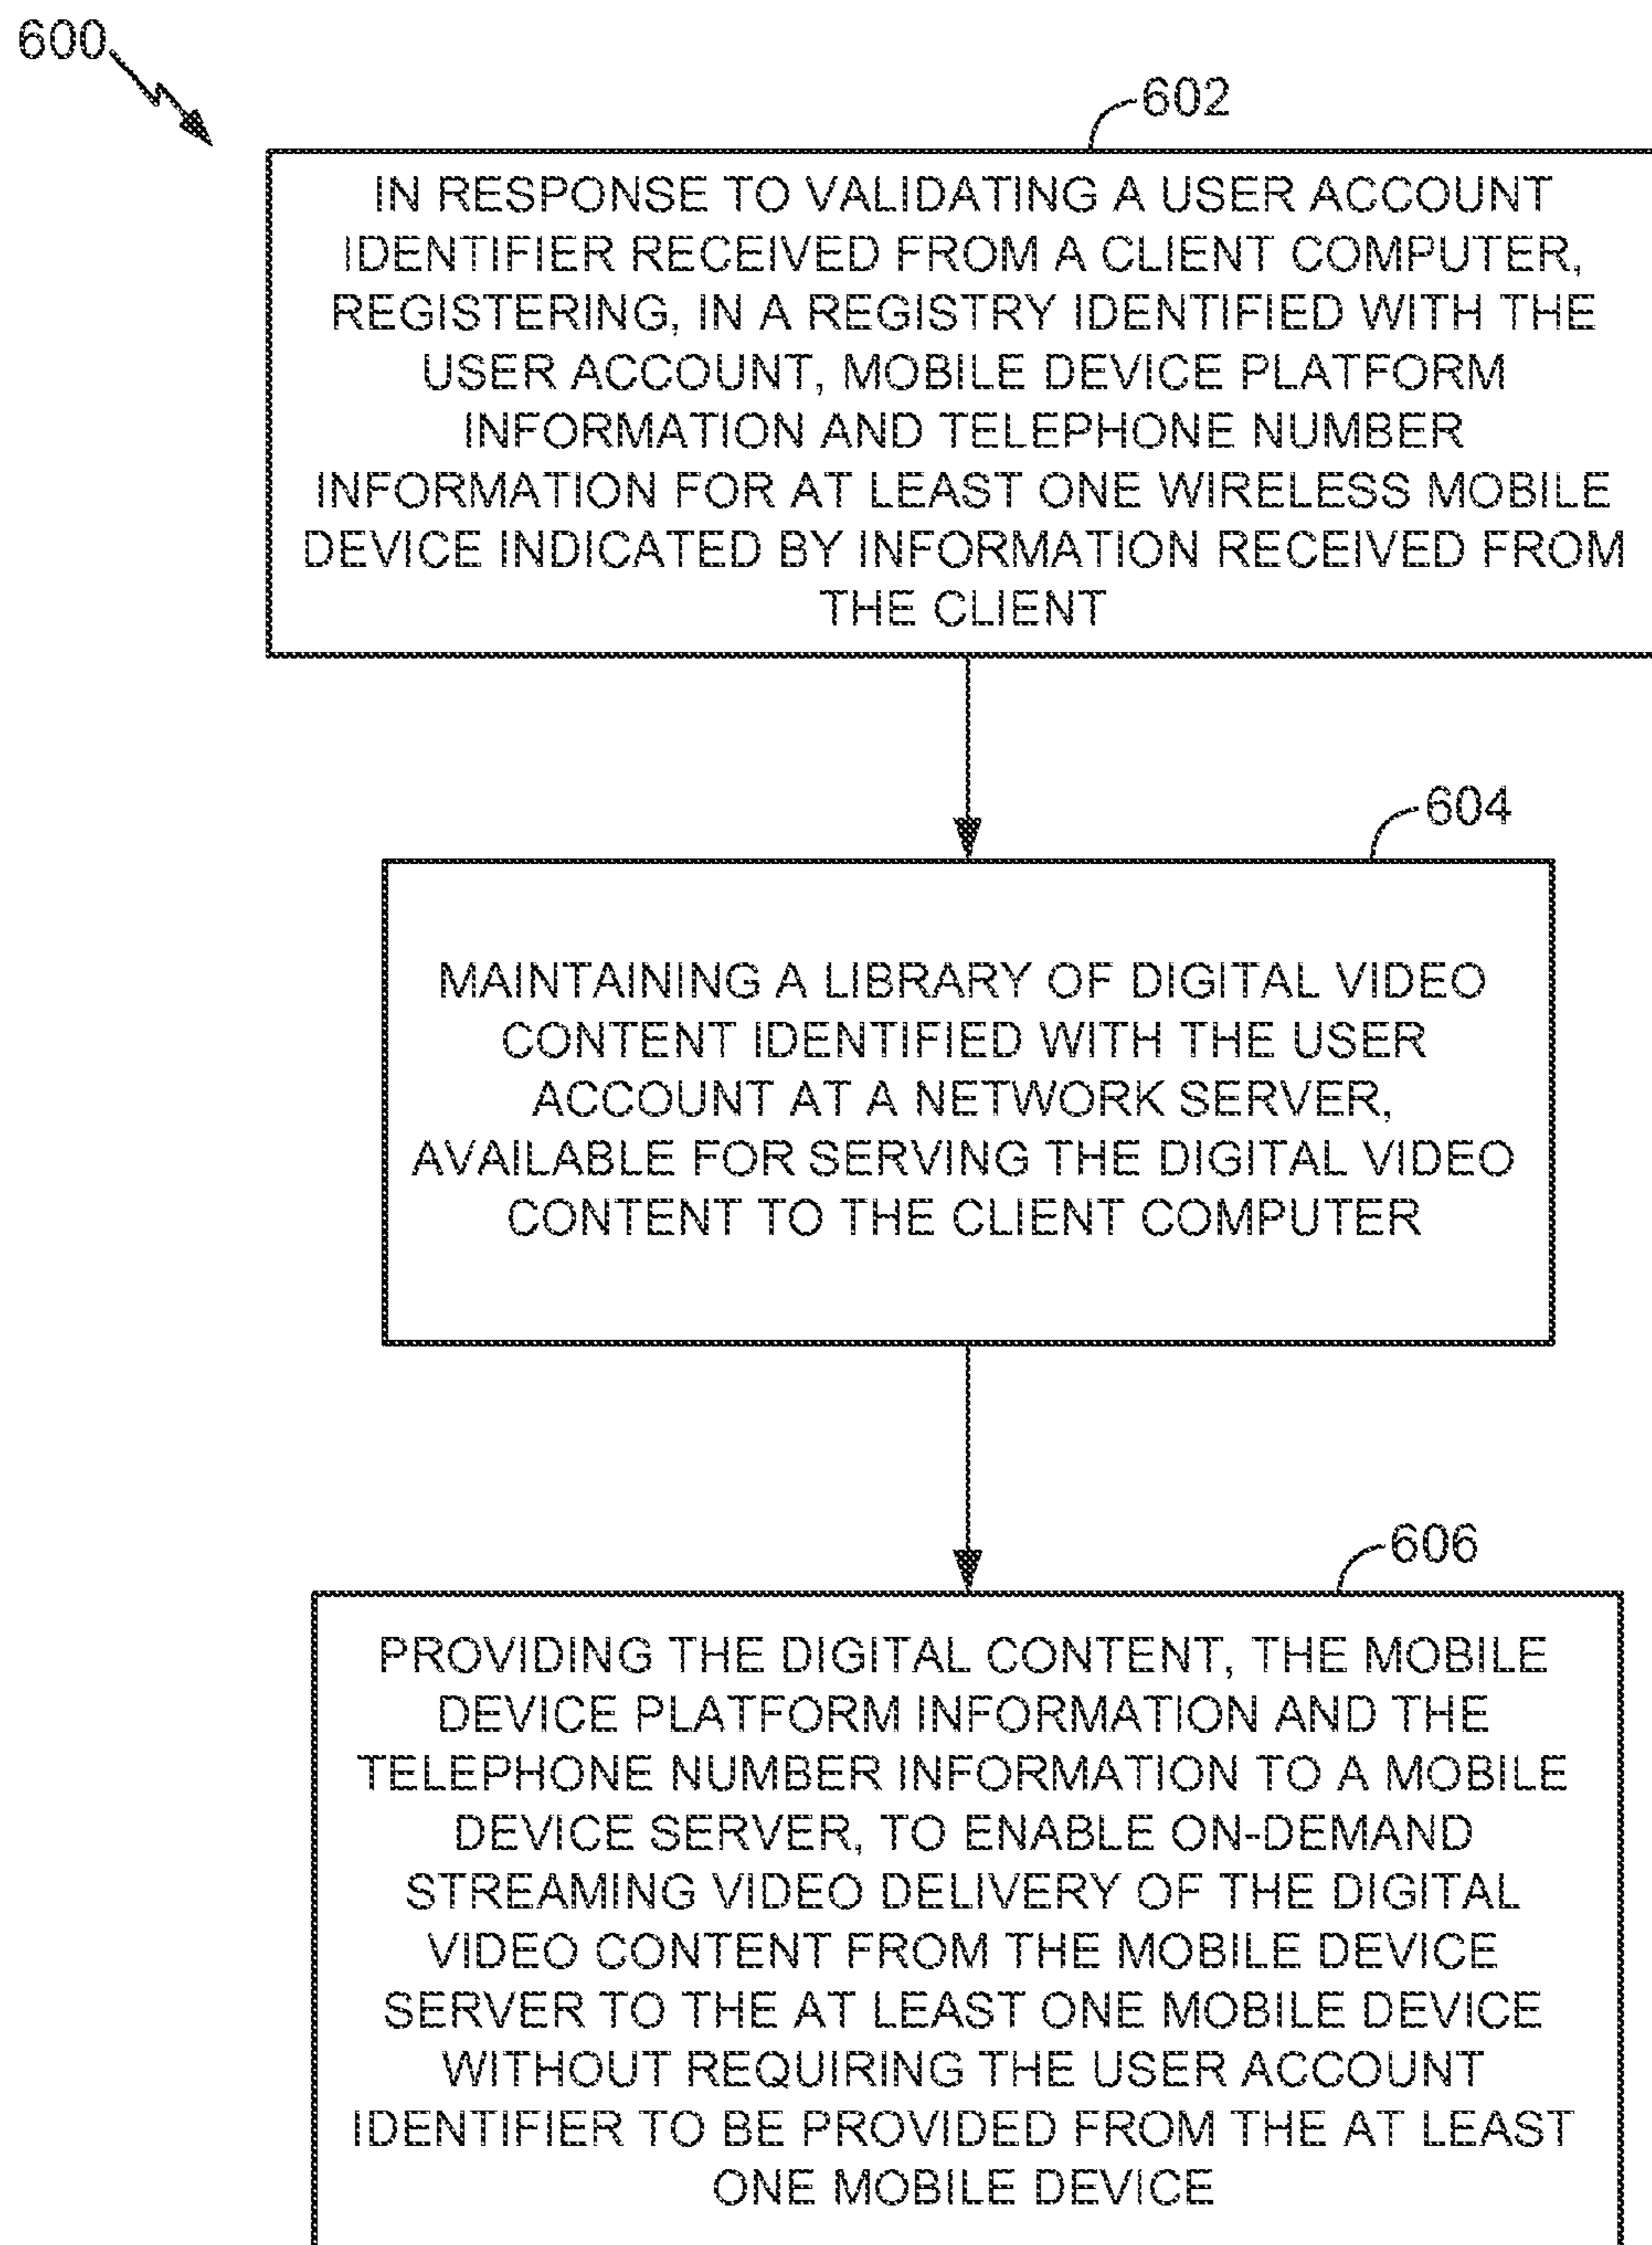 600
602
IN RESPONSE TO VALIDATING A USER ACCOUNT
IDENTIFIER RECEIVED FROM A CLIENT COMPUTER,
REGISTERING, IN A REGISTRY IDENTIFIED WITH THE
USER ACCOUNT, MOBILE DEVICE PLATFORM
INFORMATION AND TELEPHONE NUMBER
INFORMATION FOR AT LEAST ONE WIRELESS MOBILE
DEVICE INDICATED BY INFORMATION RECEIVED FROM
THE CLIENT
604
MAINTAINING A LIBRARY OF DIGITAL VIDEO
CONTENT IDENTIFIED WITH THE USER
ACCOUNT AT A NETWORK SERVER,
AVAILABLE FOR SERVING THE DIGITAL VIDEO
CONTENT TO THE CLIENT COMPUTER
606
PROVIDING THE DIGITAL CONTENT, THE MOBILE
DEVICE PLATFORM INFORMATION AND THE
TELEPHONE NUMBER INFORMATION TO A MOBILE
DEVICE SERVER, TO ENABLE ON-DEMAND
STREAMING VIDEO DELIVERY OF THE DIGITAL
VIDEO CONTENT FROM THE MOBILE DEVICE
SERVER TO THE AT LEAST ONE MOBILE DEVICE
WITHOUT REQUIRING THE USER ACCOUNT
IDENTIFIER TO BE PROVIDED FROM THE AT LEAST
ONE MOBILE DEVICE